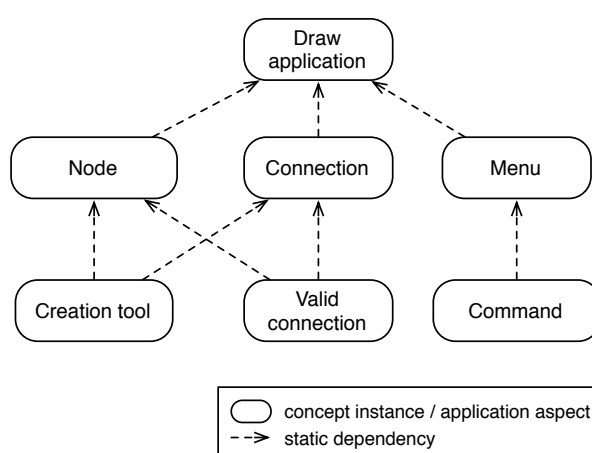 Draw
application
Node
Connection
Menu
Creation tool
Valid
connection
Command
concept instance / application aspect
static dependency